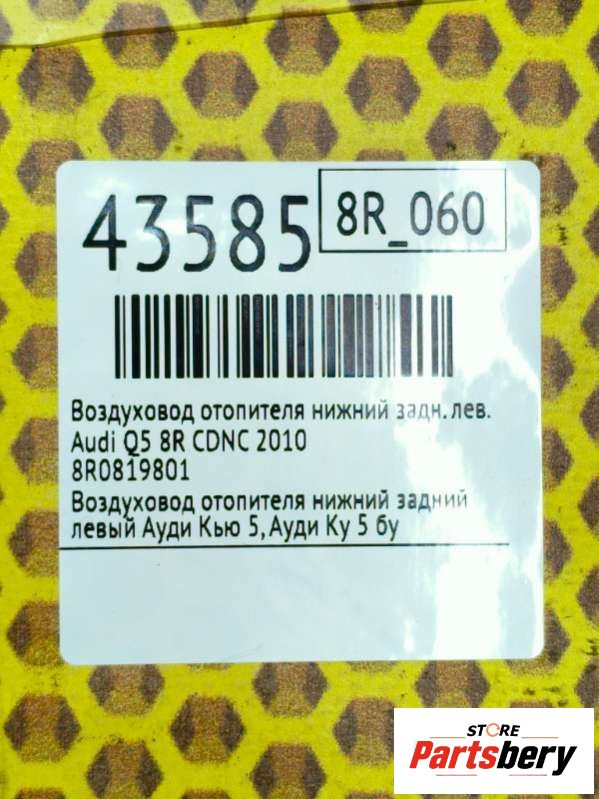 43585
8R_060
Воздуховод отопителя нижний задн.лев.
Audi Q5 8R CDNC 2010
8R0819801
Воздуховод отопителя нижний задний
левый Ауди Кью 5,Ауди Ку 5 бу
STORE
Partsbery